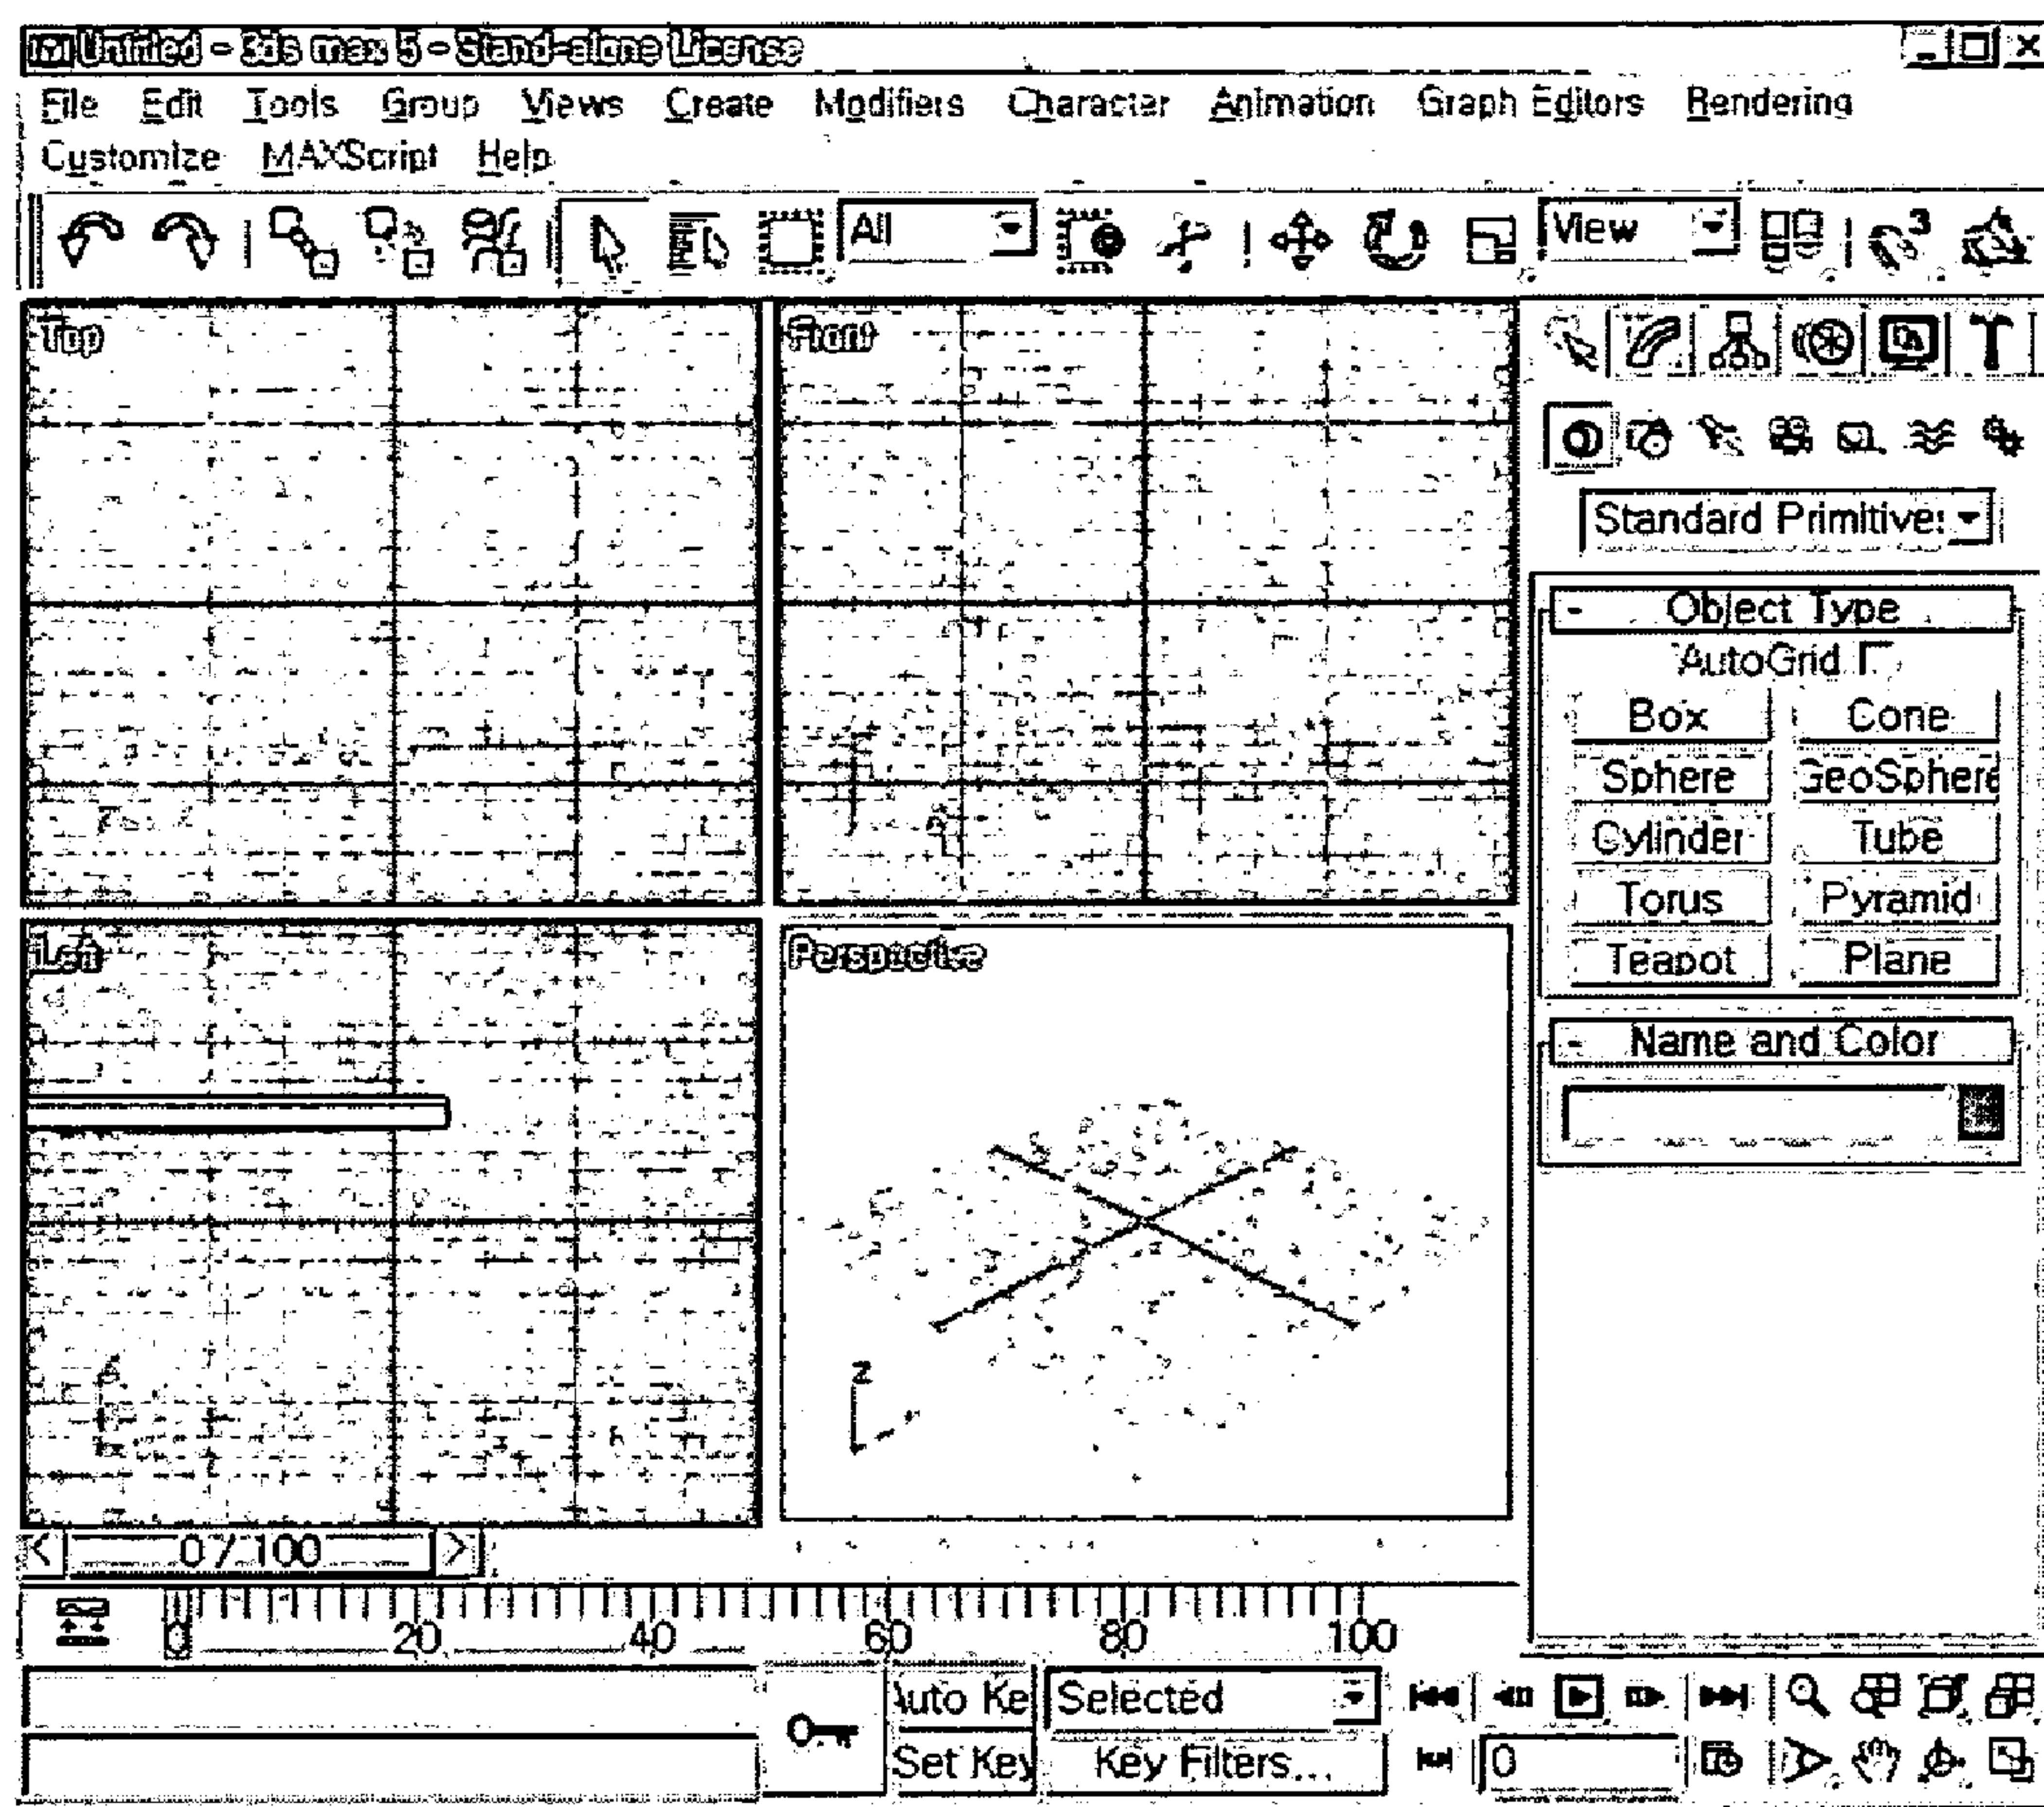 Untitled - 3ds max 5 - Stand-alone License
File Edit Tools Group Views Create Modifiers Character Animation Graph Editors Rendering
Customize MAXScript Help
All View
Top Front
Standard Primitives
Object Type
AutoGrid
Box Cone
Sphere GeoSphere
Cylinder Tube
Torus Pyramid
Teapot Plane
Left Perspective
Name and Color
z
0 / 100
0 20 40 60 80 100
Auto Key Selected
Set Key Key Filters... 0